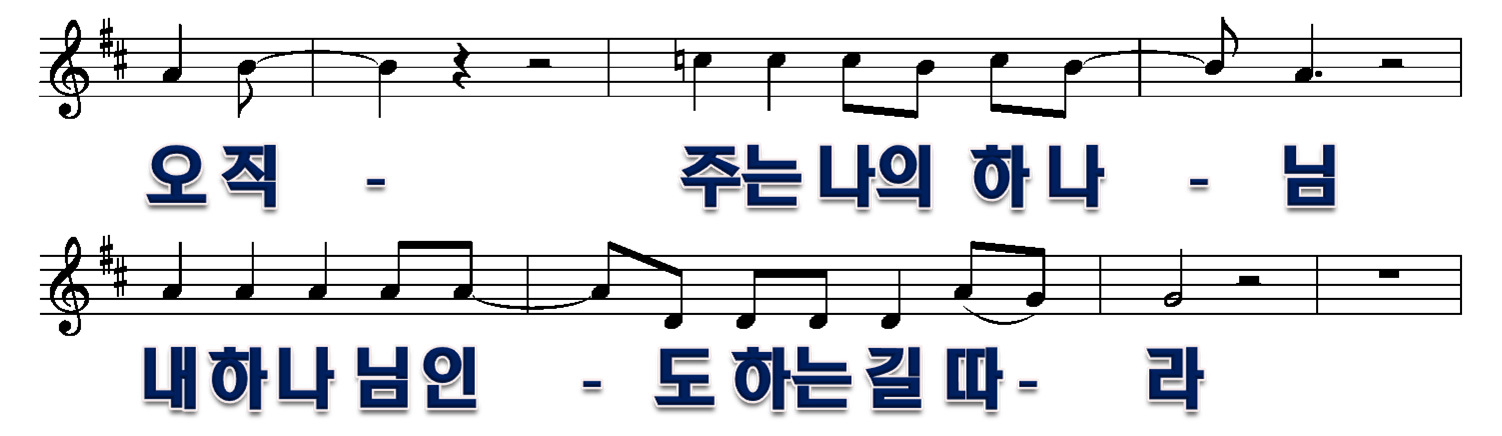 오직 - 주는 나의 하나 - 님
내 하나님 인 - 도하는 길 따 - 라